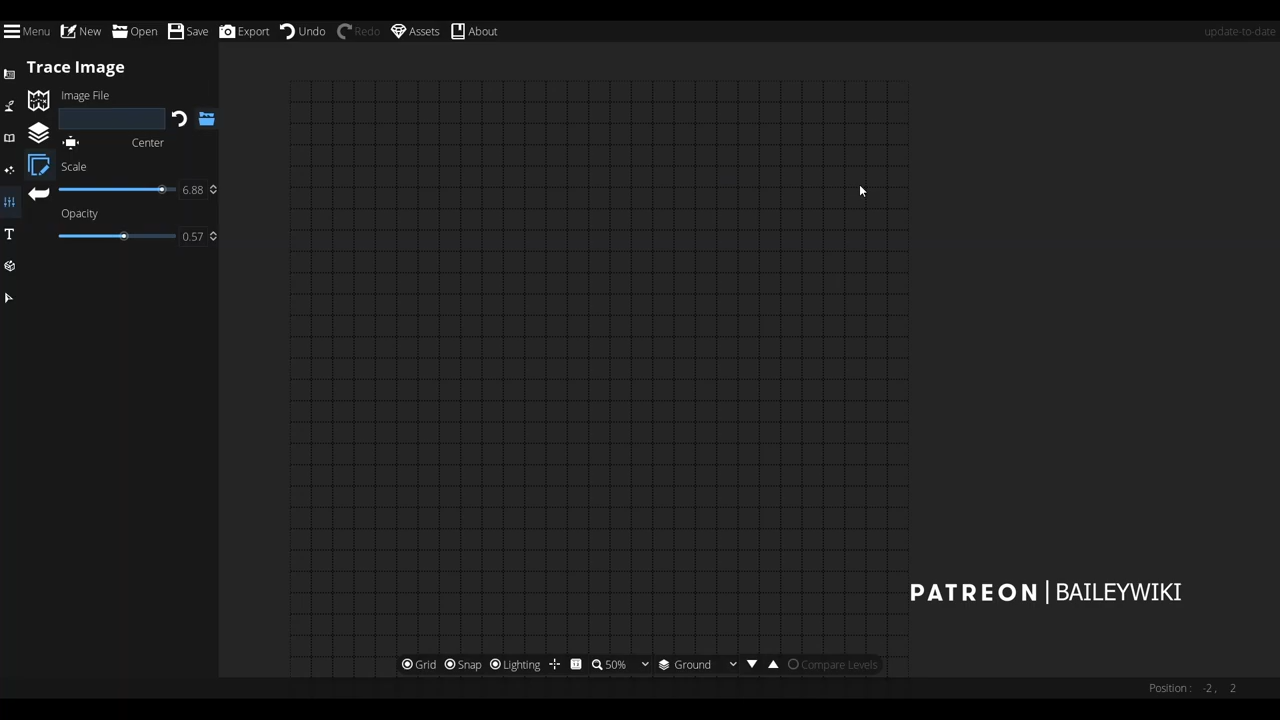 Menu New Open Save Export Undo Redo Assets About update-to-date
Trace Image
Image File
Center
Scale
6.88
Opacity
0.57
T
PATREON | BAILEYWIKI
Grid Snap Lighting 50% Ground Compare Levels
Position : -2 , 2